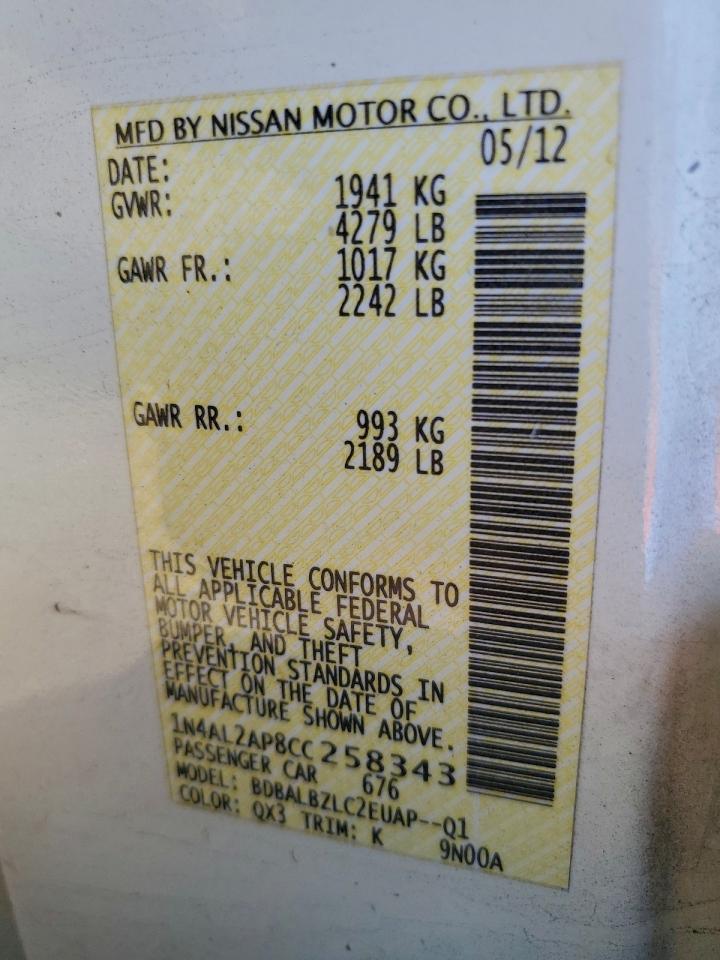 MFD BY NISSAN MOTOR CO., LTD.
DATE: 05/12
GVWR: 1941 KG
4279 LB
GAWR FR.: 1017 KG
2242 LB
GAWR RR.: 993 KG
2189 LB
THIS VEHICLE CONFORMS TO
ALL APPLICABLE FEDERAL
MOTOR VEHICLE SAFETY,
BUMPER, AND THEFT
PREVENTION STANDARDS IN
EFFECT ON THE DATE OF
MANUFACTURE SHOWN ABOVE.
1N4AL2AP8CC258343
PASSENGER CAR 676
MODEL: BDBALBZLC2EUAP--Q1
COLOR: QX3 TRIM: K 9N00A